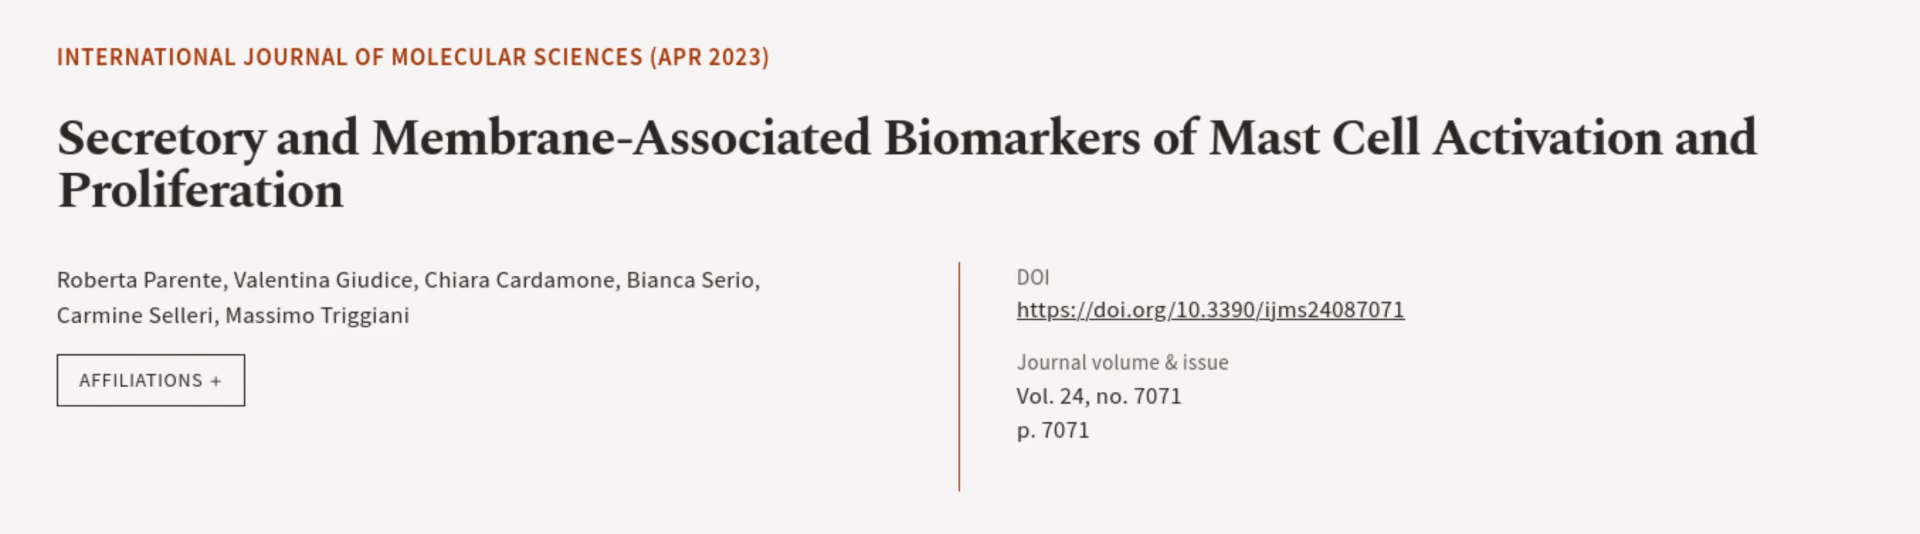 INTERNATIONAL JOURNAL OF MOLECULAR SCIENCES (APR 2023)
Secretory and Membrane-Associated Biomarkers of Mast Cell Activation and
Proliferation
Roberta Parente, Valentina Giudice, Chiara Cardamone, Bianca Serio,
Carmine Selleri, Massimo Triggiani
AFFILIATIONS +
DOI
https://doi.org/10.3390/ijms24087071
Journal volume & issue
Vol. 24, no. 7071
p. 7071